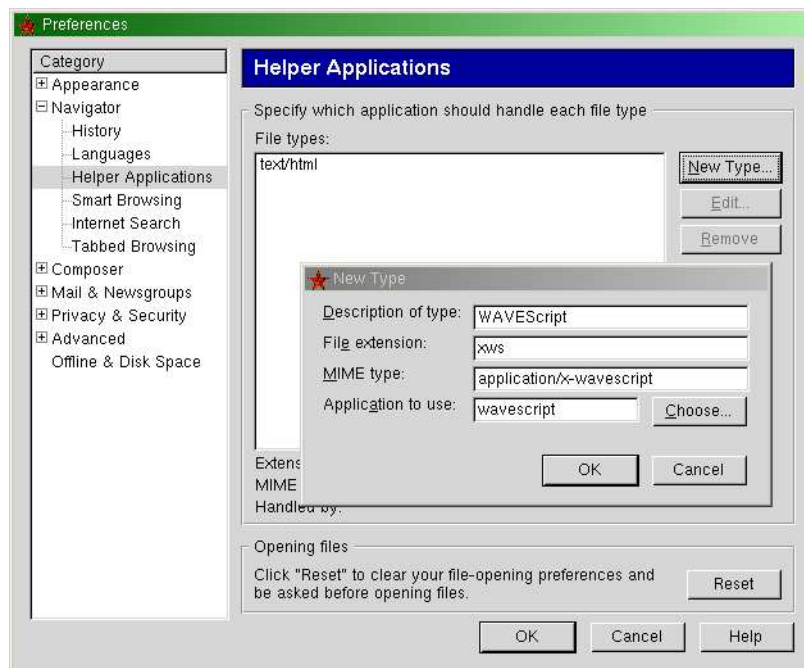 Preferences
Category
Appearance
Navigator
History
Languages
Helper Applications
Smart Browsing
Internet Search
Tabbed Browsing
Composer
Mail & Newsgroups
Privacy & Security
Advanced
Offline & Disk Space
Helper Applications
Specify which application should handle each file type
File types:
text/html
New Type...
Edit...
Remove
New Type
Description of type: WAVEScript
File extension: xws
MIME type: application/x-wavescript
Application to use: wavescript Choose...
OK Cancel
Extens
MIME
Handled by:
Opening files
Click "Reset" to clear your file-opening preferences and
be asked before opening files.
Reset
OK Cancel Help